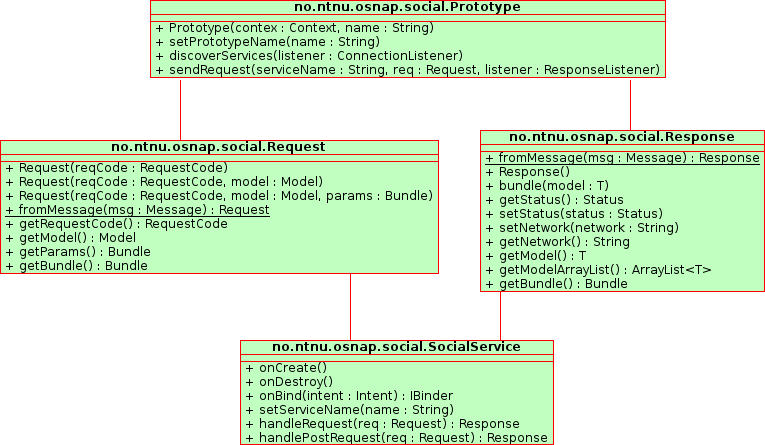 no.ntnu.osnap.social.Prototype
+ Prototype(contex : Context, name : String)
+ setPrototypeName(name : String)
+ discoverServices(listener : ConnectionListener)
+ sendRequest(serviceName : String, req : Request, listener : ResponseListener)
no.ntnu.osnap.social.Request
+ Request(reqCode : RequestCode)
+ Request(reqCode : RequestCode, model : Model)
+ Request(reqCode : RequestCode, model : Model, params : Bundle)
+ fromMessage(msg : Message) : Request
+ getRequestCode() : RequestCode
+ getModel() : Model
+ getParams() : Bundle
+ getBundle() : Bundle
no.ntnu.osnap.social.Response
+ fromMessage(msg : Message) : Response
+ Response()
+ bundle(model : T)
+ getStatus() : Status
+ setStatus(status : Status)
+ setNetwork(network : String)
+ getNetwork() : String
+ getModel() : T
+ getModelArrayList() : ArrayList<T>
+ getBundle() : Bundle
no.ntnu.osnap.social.SocialService
+ onCreate()
+ onDestroy()
+ onBind(intent : Intent) : IBinder
+ setServiceName(name : String)
+ handleRequest(req : Request) : Response
+ handlePostRequest(req : Request) : Response